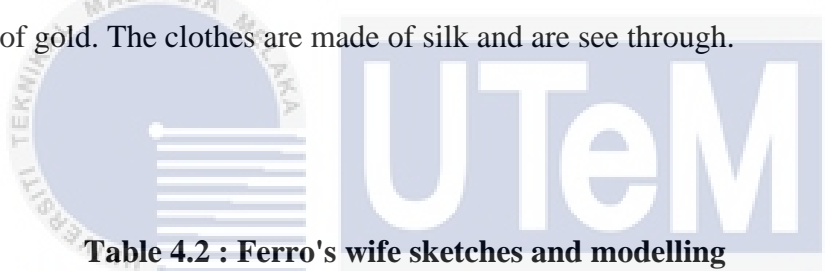 of gold. The clothes are made of silk and are see through.
UTeM
Table 4.2 : Ferro's wife sketches and modelling